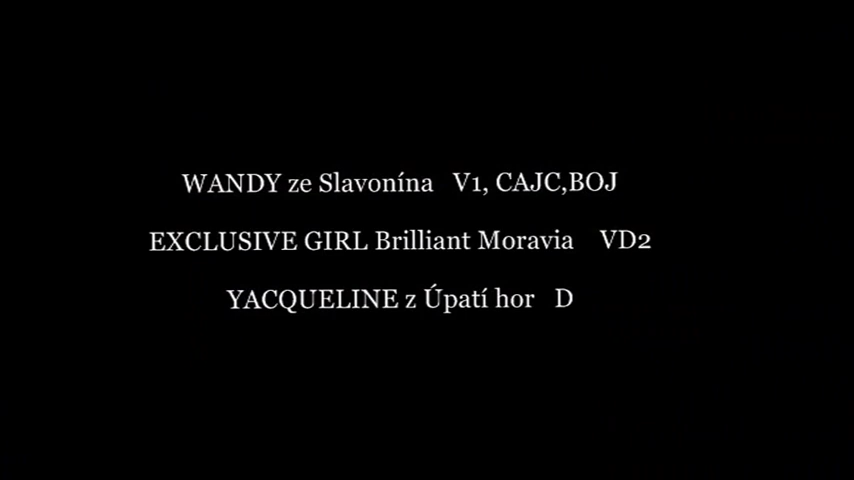 WANDY ze Slavonína V1, CAJC,BOJ
EXCLUSIVE GIRL Brilliant Moravia VD2
YACQUELINE z Úpatí hor D